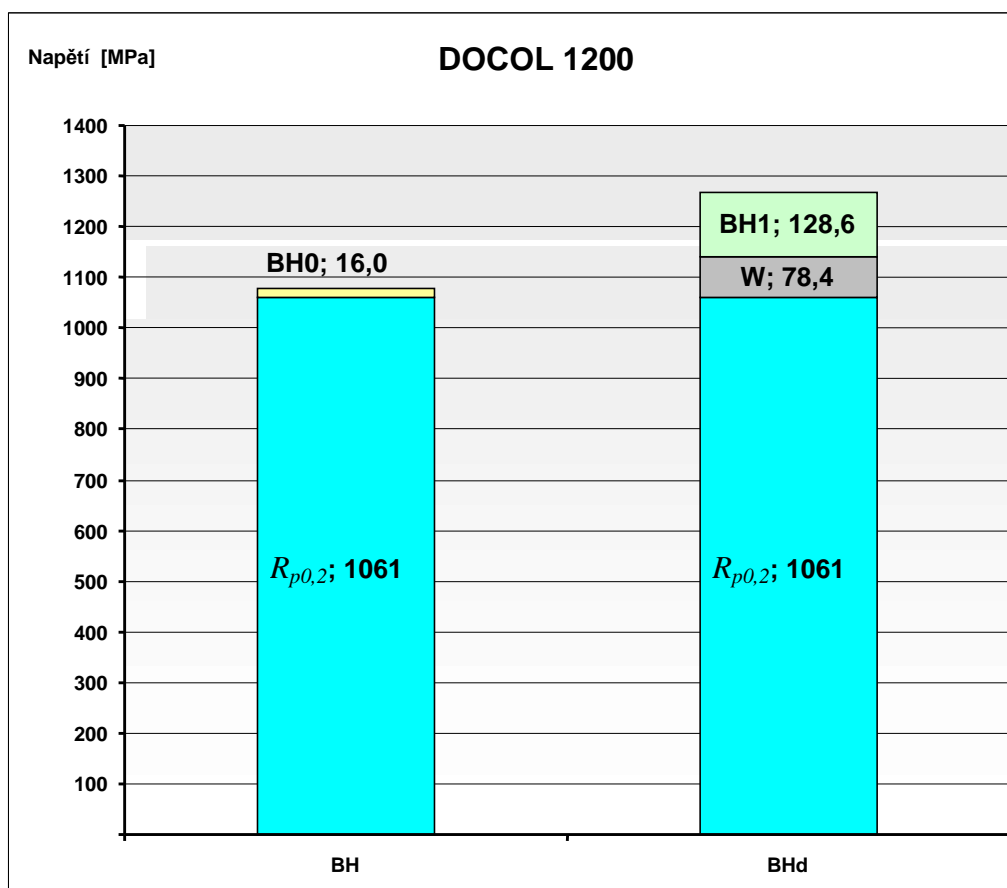 Napětí [MPa]
DOCOL 1200
1400
1300
1200
1100
1000
900
800
700
600
500
400
300
200
100
BH0; 16,0
Rp0,2; 1061
BH1; 128,6
W; 78,4
Rp0,2; 1061
BH
BHd